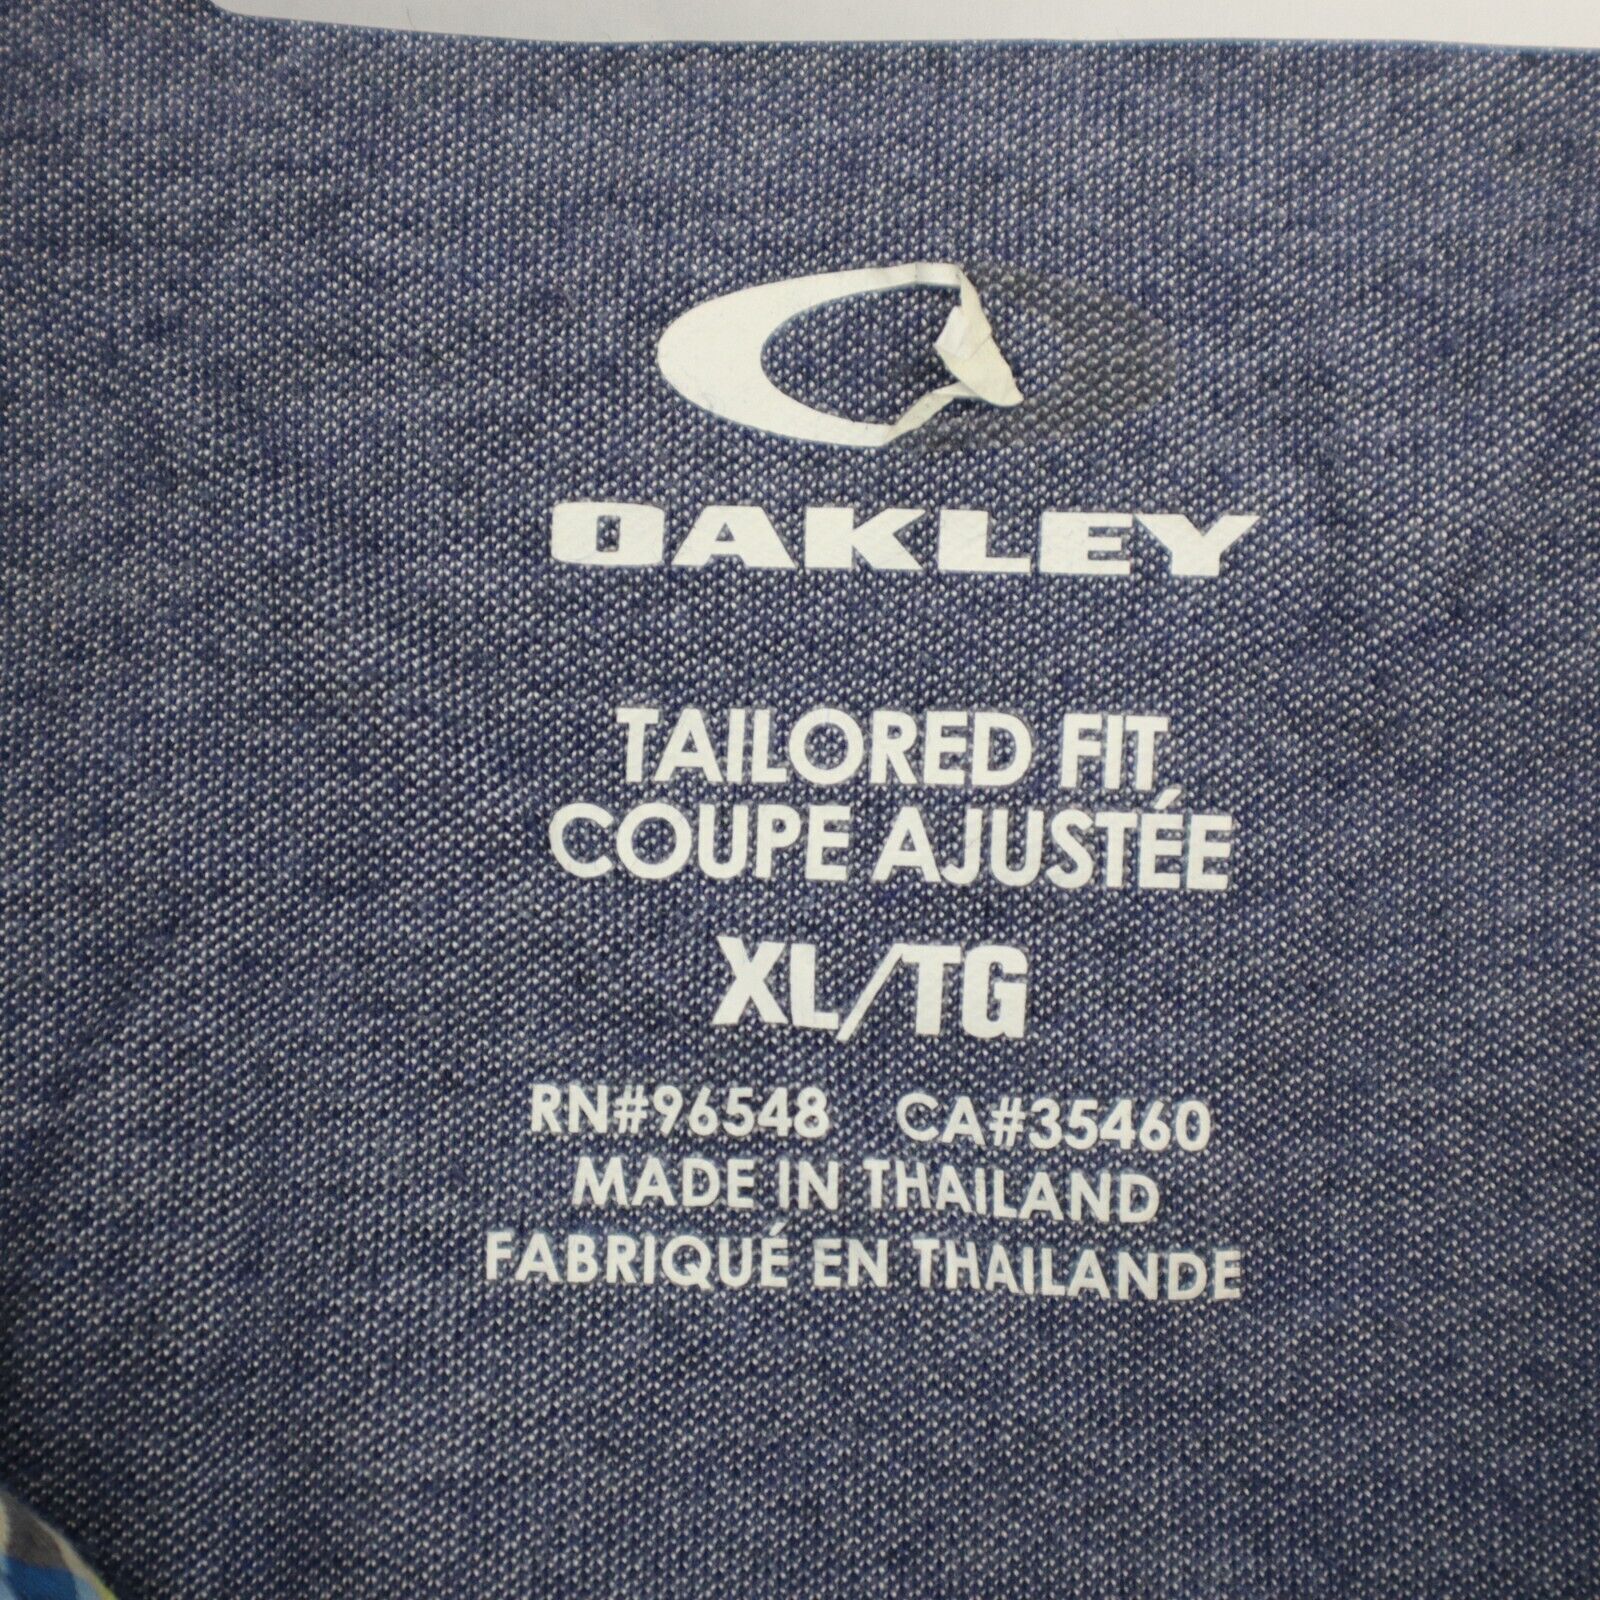 OAKLEY
TAILORED FIT
COUPE AJUSTÉE
XL/TG
RN#96548 CA#35460
MADE IN THAILAND
FABRIQUÉ EN THAILANDE